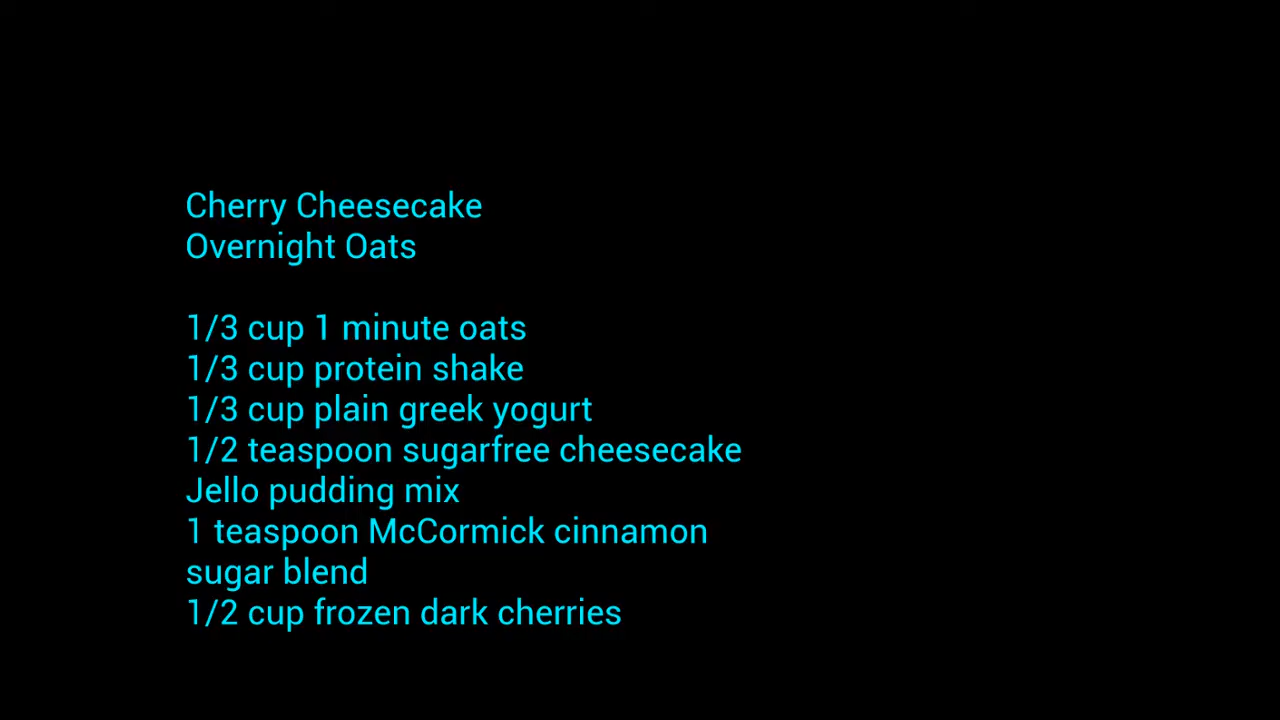 Cherry Cheesecake
Overnight Oats
1/3 cup 1 minute oats
1/3 cup protein shake
1/3 cup plain greek yogurt
1/2 teaspoon sugarfree cheesecake
Jello pudding mix
1 teaspoon McCormick cinnamon
sugar blend
1/2 cup frozen dark cherries